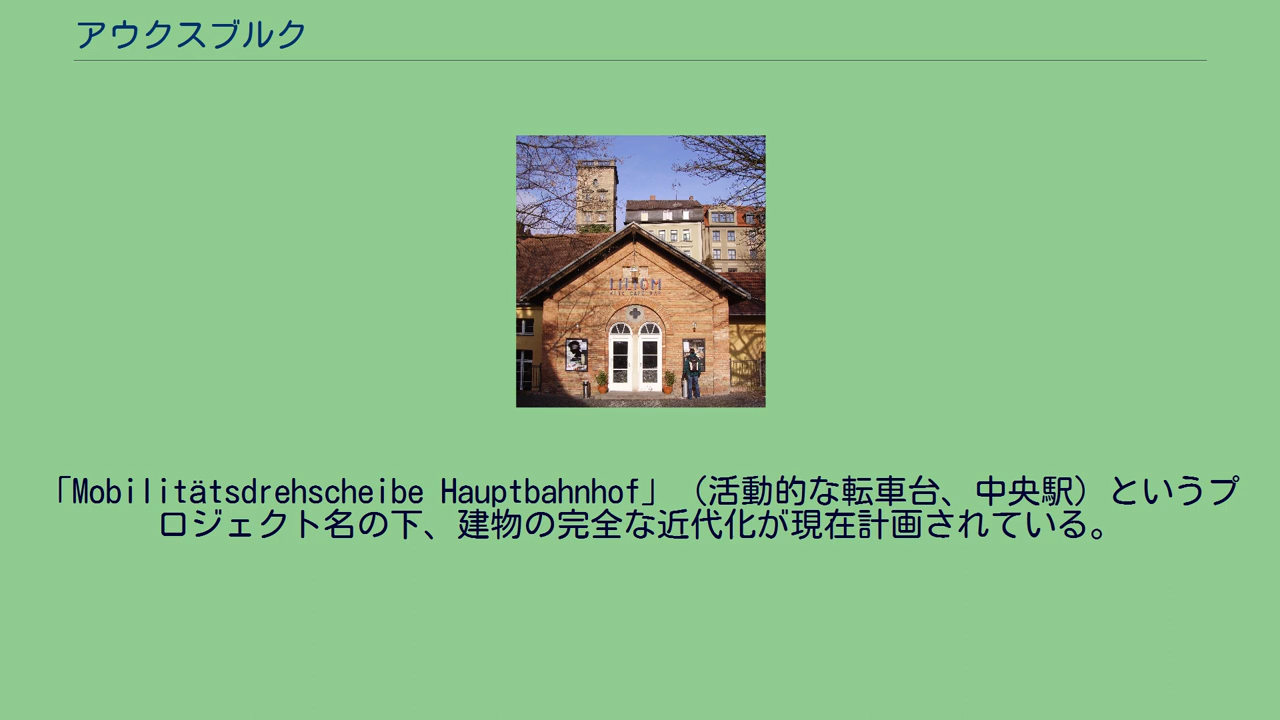 アウクスブルク
LILIOM
「Mobilitätsdrehscheibe Hauptbahnhof」（活動的な転車台、中央駅）というプ
ロジェクト名の下、建物の完全な近代化が現在計画されている。